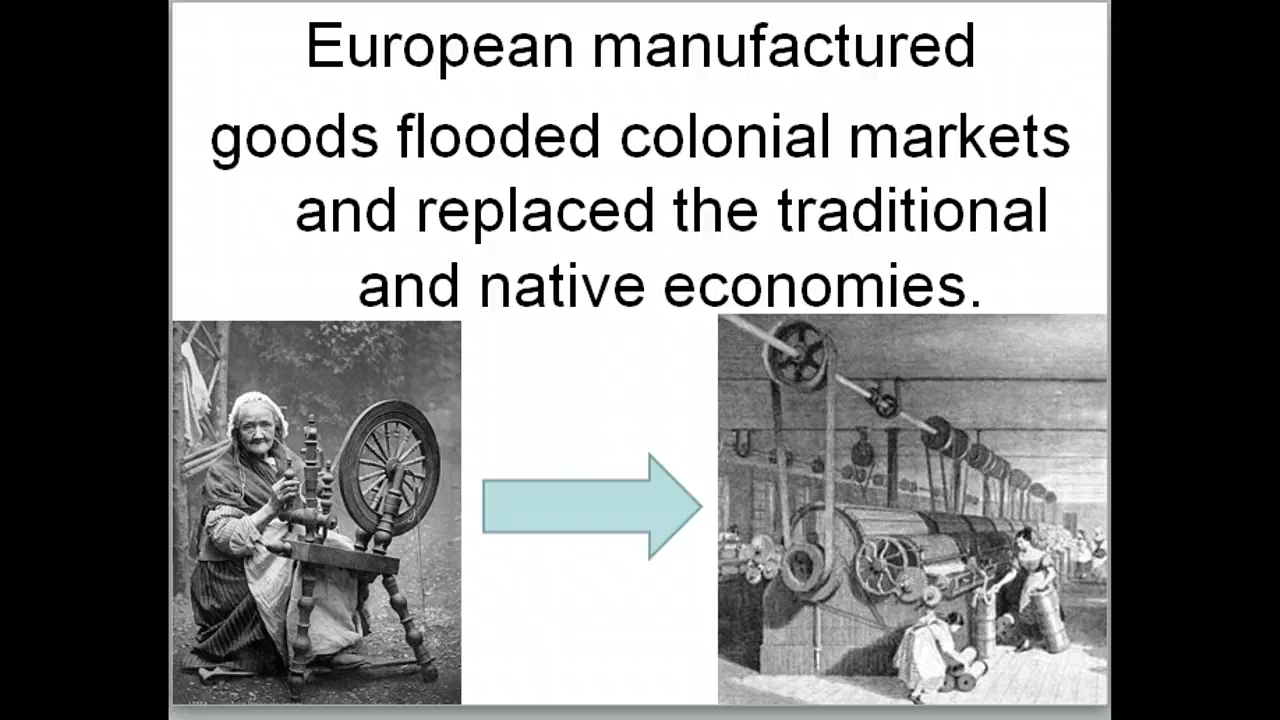 European manufactured
goods flooded colonial markets
and replaced the traditional
and native economies.